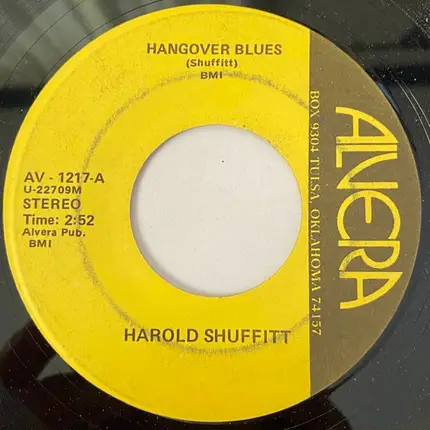 HANGOVER BLUES
(Shuffitt)
BMI
AV - 1217-A
U-22709M
STEREO
Time: 2:52
Alvera Pub.
BMI
HAROLD SHUFFITT
ALVERA
BOX 9304 TULSA, OKLAHOMA 74157